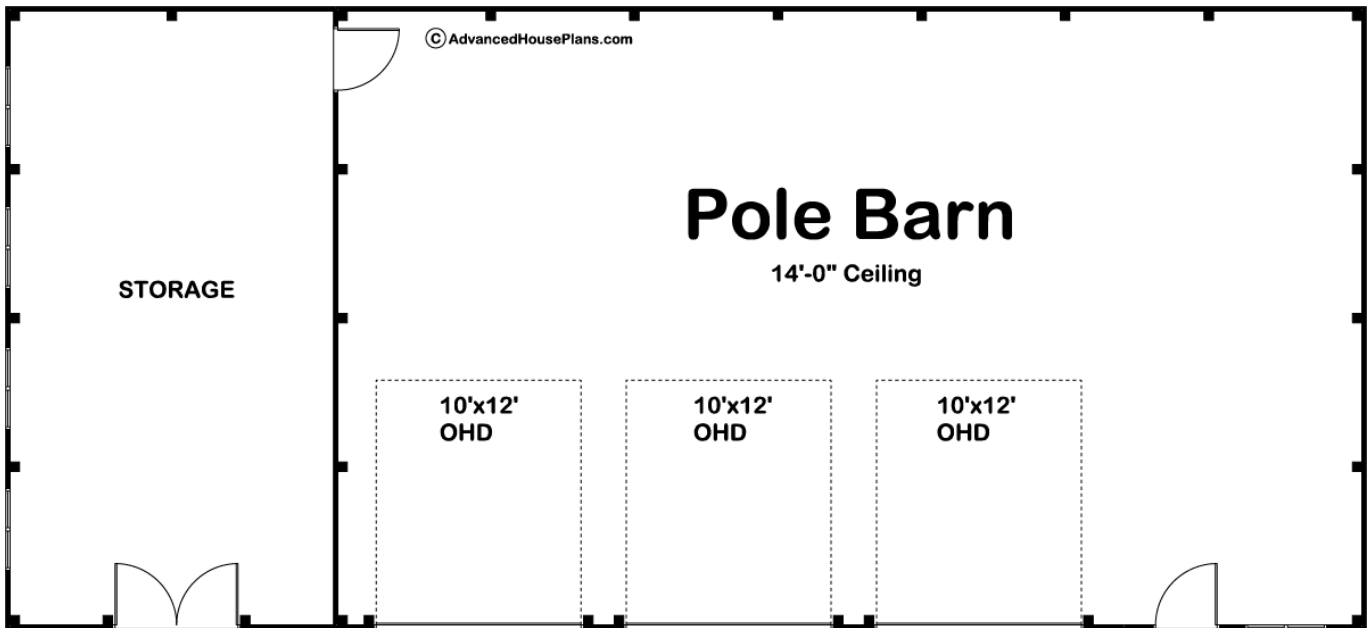 © AdvancedHousePlans.com
Pole Barn
14'-0" Ceiling
STORAGE
10'x12'
OHD
10'x12'
OHD
10'x12'
OHD